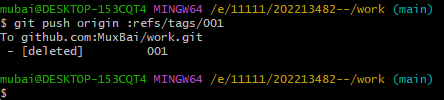 mubai@DESKTOP-153CQT4 MINGW64 /e/11111/202213482--/work (main)
$ git push origin :refs/tags/001
To github.com:MuxBai/work.git
 - [deleted]         001

mubai@DESKTOP-153CQT4 MINGW64 /e/11111/202213482--/work (main)
$